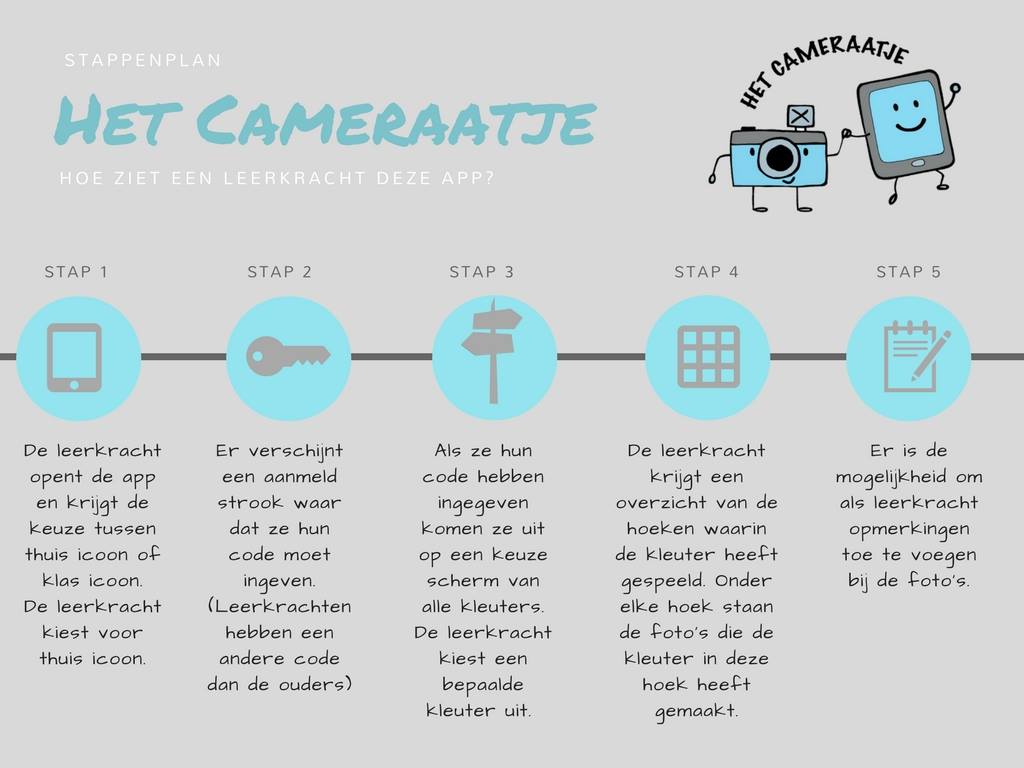 STAPPENPLAN
HET CAMERAATJE
HOE ZIET EEN LEERKRACHT DEZE APP?
HET CAMERAATJE
STAP 1
De leerkracht
opent de app
en krijgt de
keuze tussen
thuis icoon of
klas icoon.
De leerkracht
kiest voor
thuis icoon.
STAP 2
Er verschijnt
een aanmeld
strook waar
dat ze hun
code moet
ingeven.
(Leerkrachten
hebben een
andere code
dan de ouders)
STAP 3
Als ze hun
code hebben
ingegeven
komen ze uit
op een keuze
scherm van
alle kleuters.
De leerkracht
kiest een
bepaalde
kleuter uit.
STAP 4
De leerkracht
krijgt een
overzicht van de
hoeken waarin
de kleuter heeft
gespeeld. Onder
elke hoek staan
de foto's die de
kleuter in deze
hoek heeft
gemaakt.
STAP 5
Er is de
mogelijkheid om
als leerkracht
opmerkingen
toe te voegen
bij de foto's.